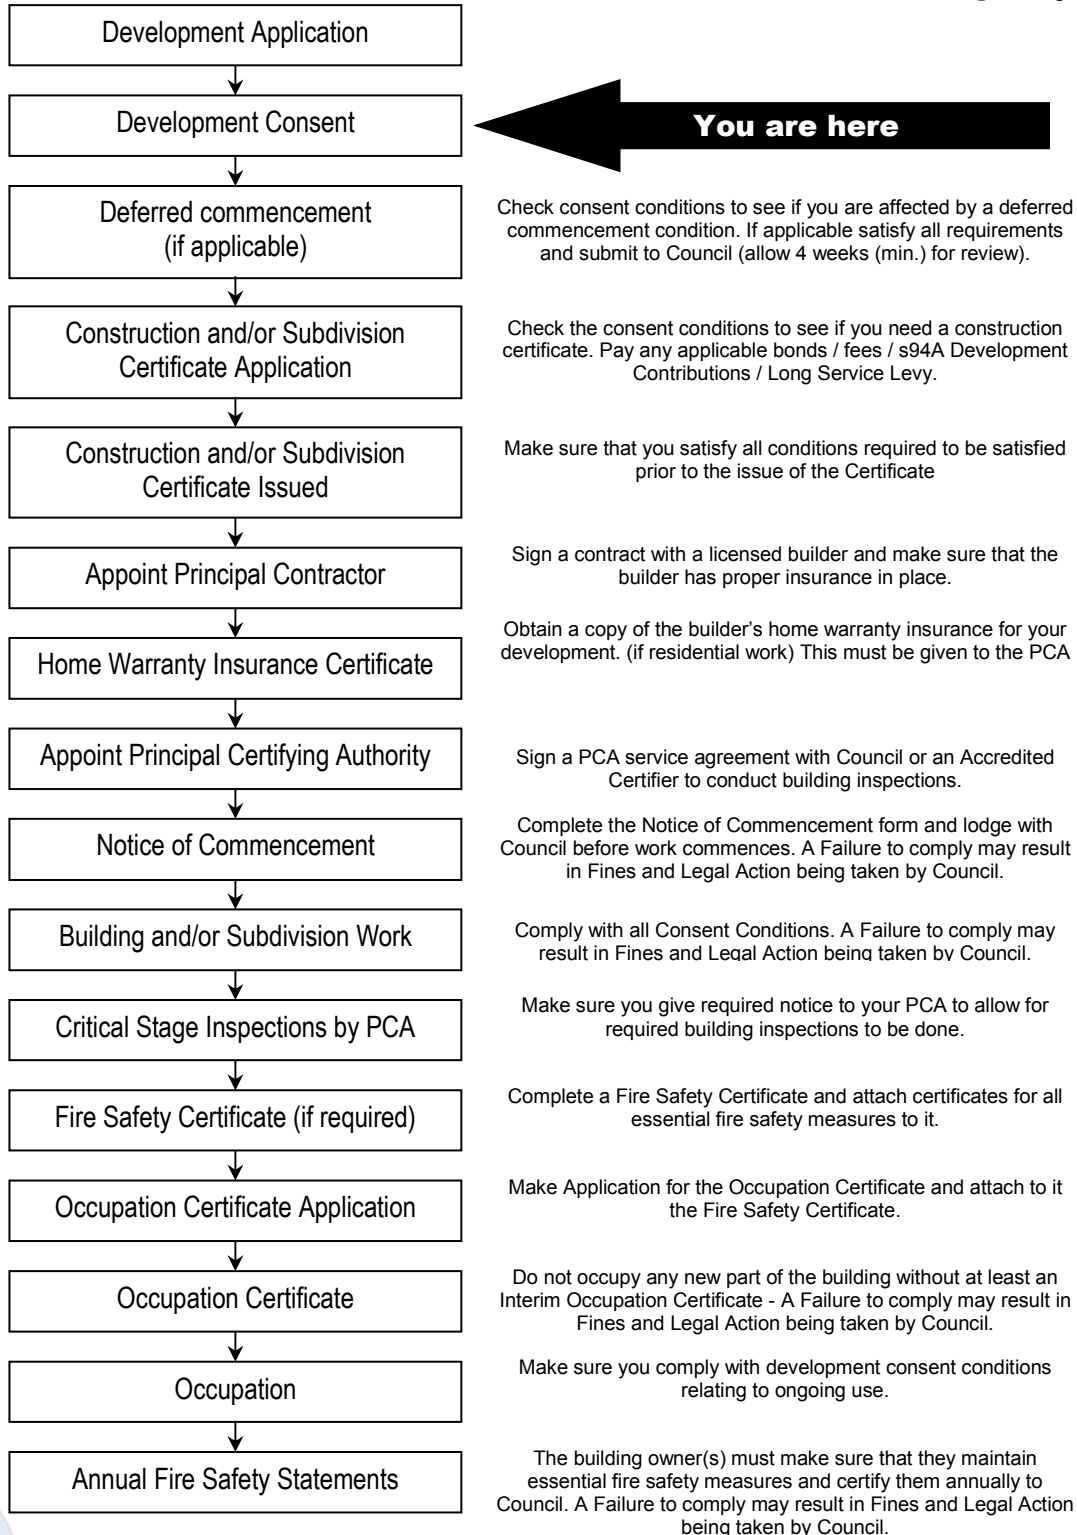 Development Application
Development Consent
You are here
Deferred commencement
(if applicable)
Check consent conditions to see if you are affected by a deferred
commencement condition. If applicable satisfy all requirements
and submit to Council (allow 4 weeks (min.) for review).
Construction and/or Subdivision
Certificate Application
Check the consent conditions to see if you need a construction
certificate. Pay any applicable bonds / fees / s94A Development
Contributions / Long Service Levy.
Construction and/or Subdivision
Certificate Issued
Make sure that you satisfy all conditions required to be satisfied
prior to the issue of the Certificate
Appoint Principal Contractor
Sign a contract with a licensed builder and make sure that the
builder has proper insurance in place.
Home Warranty Insurance Certificate
Obtain a copy of the builder’s home warranty insurance for your
development. (if residential work) This must be given to the PCA
Appoint Principal Certifying Authority
Sign a PCA service agreement with Council or an Accredited
Certifier to conduct building inspections.
Notice of Commencement
Complete the Notice of Commencement form and lodge with
Council before work commences. A Failure to comply may result
in Fines and Legal Action being taken by Council.
Building and/or Subdivision Work
Comply with all Consent Conditions. A Failure to comply may
result in Fines and Legal Action being taken by Council.
Critical Stage Inspections by PCA
Make sure you give required notice to your PCA to allow for
required building inspections to be done.
Fire Safety Certificate (if required)
Complete a Fire Safety Certificate and attach certificates for all
essential fire safety measures to it.
Occupation Certificate Application
Make Application for the Occupation Certificate and attach to it
the Fire Safety Certificate.
Occupation Certificate
Do not occupy any new part of the building without at least an
Interim Occupation Certificate - A Failure to comply may result in
Fines and Legal Action being taken by Council.
Occupation
Make sure you comply with development consent conditions
relating to ongoing use.
Annual Fire Safety Statements
The building owner(s) must make sure that they maintain
essential fire safety measures and certify them annually to
Council. A Failure to comply may result in Fines and Legal Action
being taken by Council.